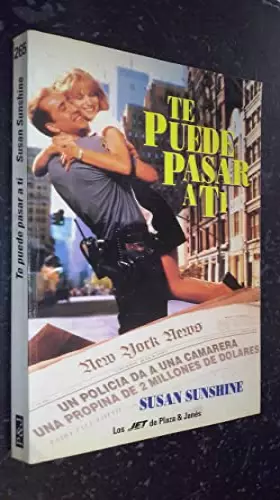 265
Susan Sunshine
Te puede pasar a ti
P&J
TE
PUEDE
PASAR
A TI
New York News
UN POLICIA DA A UNA CAMARERA
UNA PROPINA DE 2 MILLONES DE DOLARES
SUSAN SUNSHINE
Los JET de Plaza & Janés